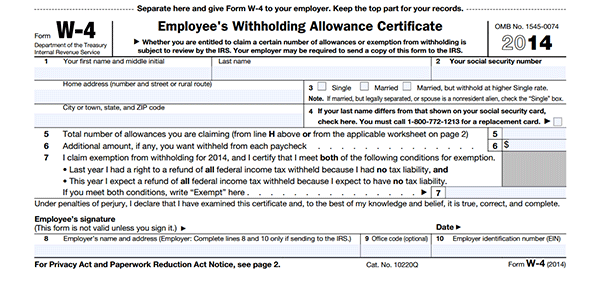 Separate here and give Form W-4 to your employer. Keep the top part for your records.
Form W-4
Department of the Treasury
Internal Revenue Service
Employee's Withholding Allowance Certificate
▶ Whether you are entitled to claim a certain number of allowances or exemption from withholding is
subject to review by the IRS. Your employer may be required to send a copy of this form to the IRS.
OMB No. 1545-0074
2014
1 Your first name and middle initial
Last name
2 Your social security number
Home address (number and street or rural route)
3 Single Married Married, but withhold at higher Single rate.
Note. If married, but legally separated, or spouse is a nonresident alien, check the “Single” box.
City or town, state, and ZIP code
4 If your last name differs from that shown on your social security card,
check here. You must call 1-800-772-1213 for a replacement card. ▶
5 Total number of allowances you are claiming (from line H above or from the applicable worksheet on page 2) 5
6 Additional amount, if any, you want withheld from each paycheck . . . . . . . . . . . . . . 6 $
7 I claim exemption from withholding for 2014, and I certify that I meet both of the following conditions for exemption.
• Last year I had a right to a refund of all federal income tax withheld because I had no tax liability, and
• This year I expect a refund of all federal income tax withheld because I expect to have no tax liability.
If you meet both conditions, write “Exempt” here . . . . . . . . . . . . . . . ▶ 7
Under penalties of perjury, I declare that I have examined this certificate and, to the best of my knowledge and belief, it is true, correct, and complete.
Employee's signature
(This form is not valid unless you sign it.) ▶
Date ▶
8 Employer's name and address (Employer: Complete lines 8 and 10 only if sending to the IRS.)
9 Office code (optional)
10 Employer identification number (EIN)
For Privacy Act and Paperwork Reduction Act Notice, see page 2.
Cat. No. 10220Q
Form W-4 (2014)